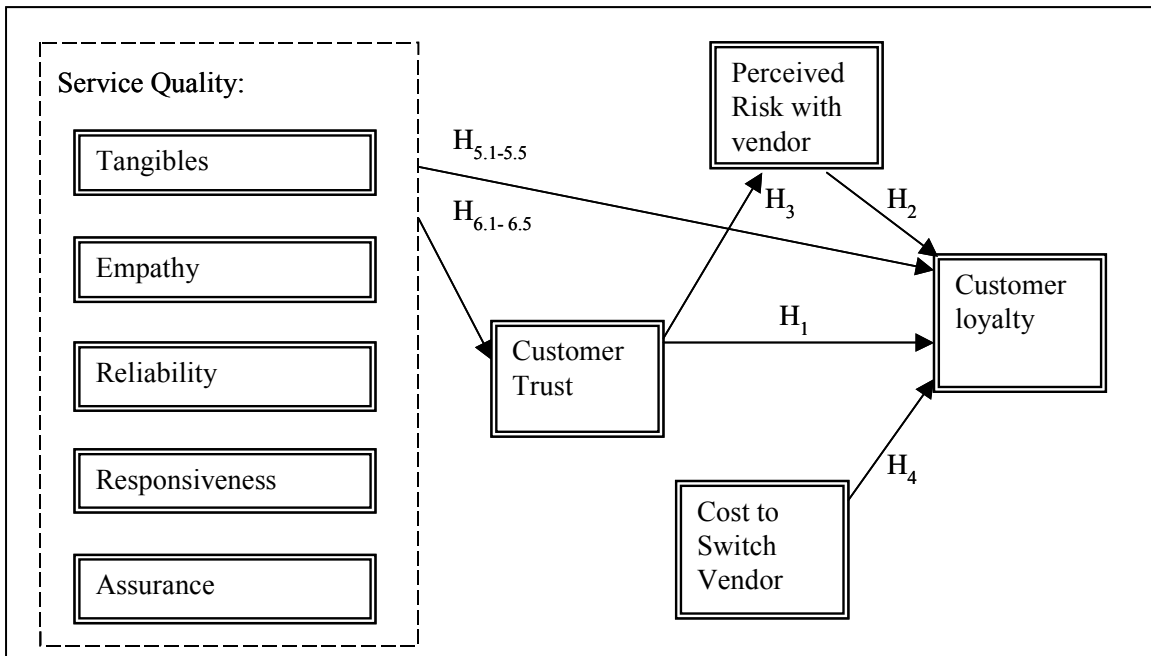 Service Quality:
Tangibles
Empathy
Reliability
Responsiveness
Assurance
H5.1-5.5
H6.1- 6.5
Customer
Trust
Perceived
Risk with
vendor
H3
H2
H1
Customer
loyalty
H4
Cost to
Switch
Vendor